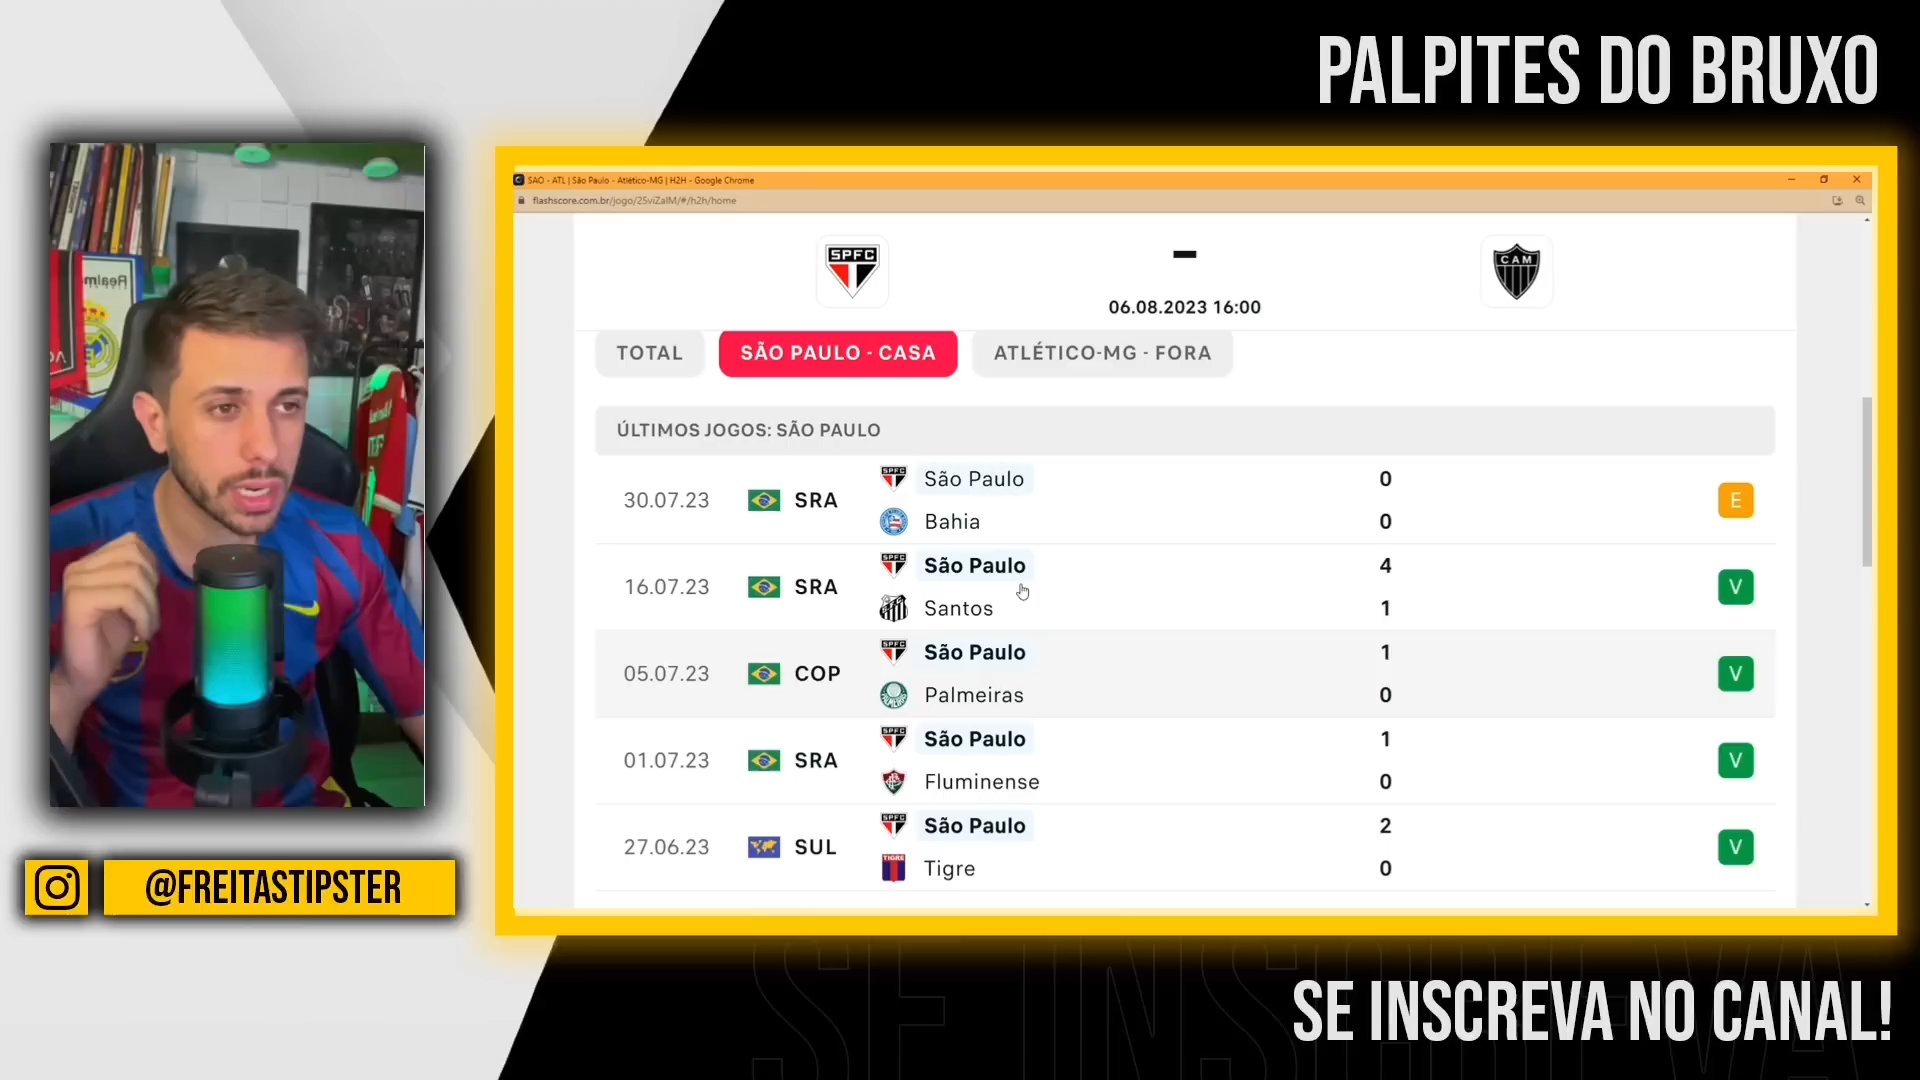 PALPITES DO BRUXO
SAO - ATL | São Paulo - Atlético-MG | H2H - Google Chrome
flashscore.com.br/jogo/25viZalM/#/h2h/home
SPFC
-
CAM
06.08.2023 16:00
TOTAL
SÃO PAULO - CASA
ATLÉTICO-MG - FORA
ÚLTIMOS JOGOS: SÃO PAULO
30.07.23 SRA São Paulo 0 E
Bahia 0
16.07.23 SRA São Paulo 4 V
Santos 1
05.07.23 COP São Paulo 1 V
Palmeiras 0
01.07.23 SRA São Paulo 1 V
Fluminense 0
27.06.23 SUL São Paulo 2 V
TIGRE Tigre 0
@FREITASTIPSTER
SE INSCREVA NO CANAL!